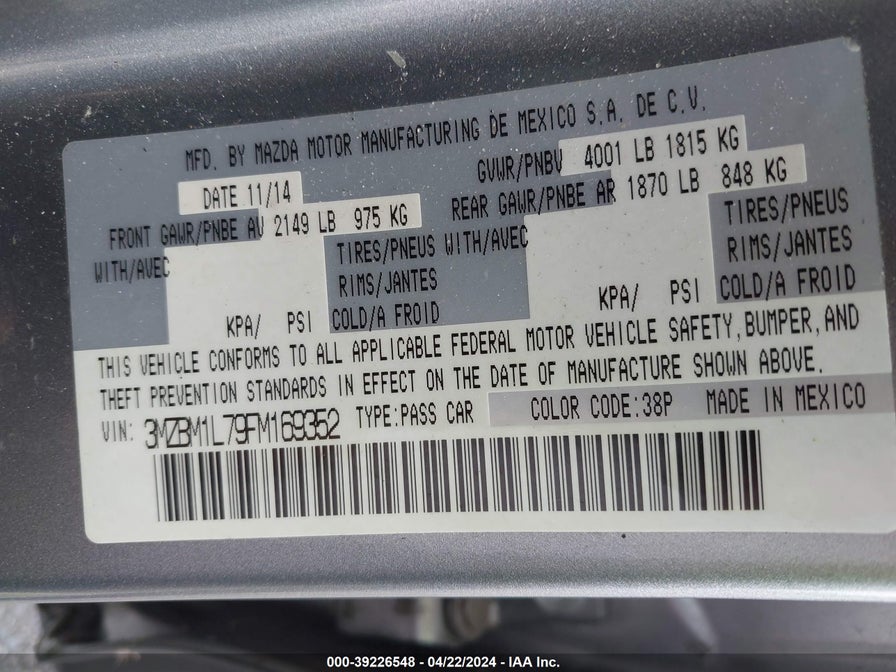 MFD. BY MAZDA MOTOR MANUFACTURING DE MEXICO S.A. DE C.V.
DATE 11/14 GVWR/PNBV 4001 LB 1815 KG
FRONT GAWR/PNBE AV 2149 LB 975 KG REAR GAWR/PNBE AR 1870 LB 848 KG
WITH/AVEC TIRES/PNEUS WITH/AVEC TIRES/PNEUS
RIMS/JANTES RIMS/JANTES
KPA/ PSI COLD/A FROID KPA/ PSI COLD/A FROID
THIS VEHICLE CONFORMS TO ALL APPLICABLE FEDERAL MOTOR VEHICLE SAFETY, BUMPER, AND
THEFT PREVENTION STANDARDS IN EFFECT ON THE DATE OF MANUFACTURE SHOWN ABOVE.
VIN: 3MZBM1L79FM169352 TYPE:PASS CAR COLOR CODE:38P MADE IN MEXICO
000-39226548 - 04/22/2024 - IAA Inc.